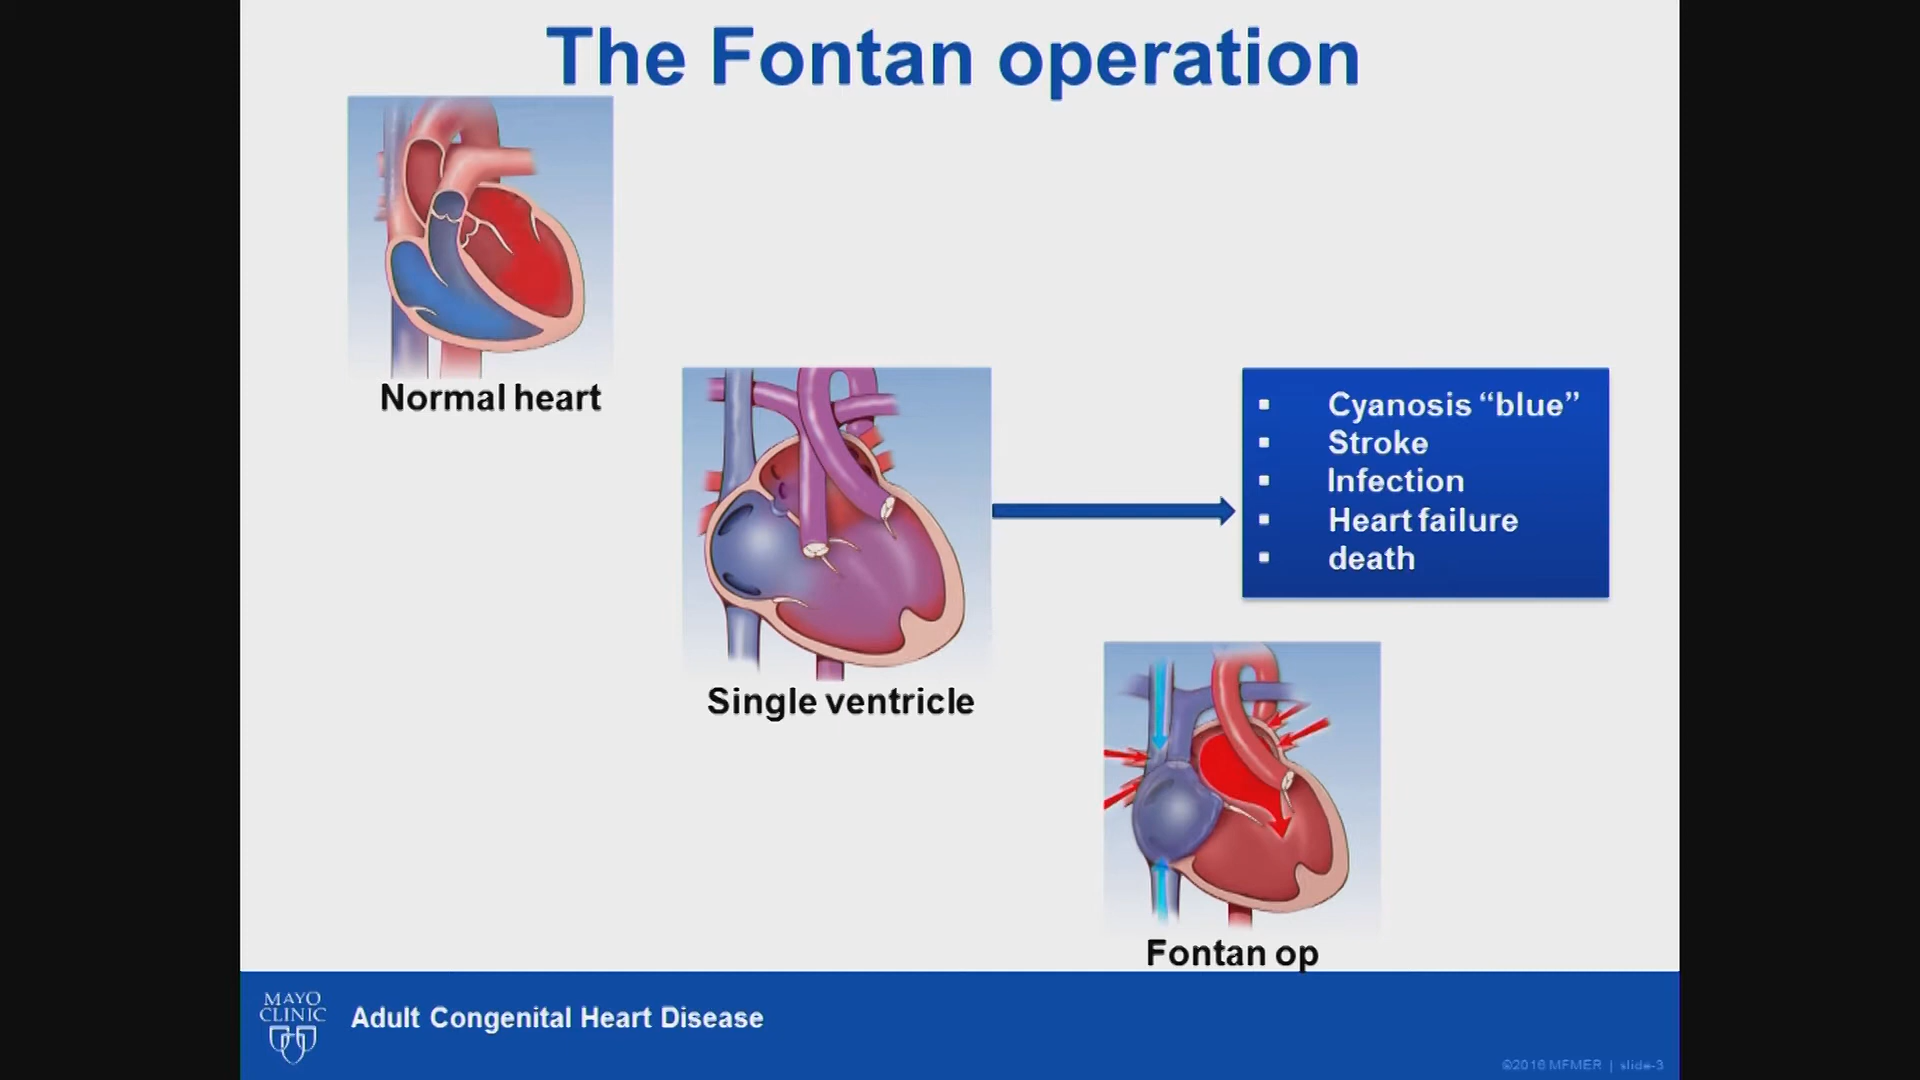 The Fontan operation
Normal heart
Single ventricle
Cyanosis “blue”
Stroke
Infection
Heart failure
death
Fontan op
MAYO
CLINIC
Adult Congenital Heart Disease
©2016 MFMER | slide-3